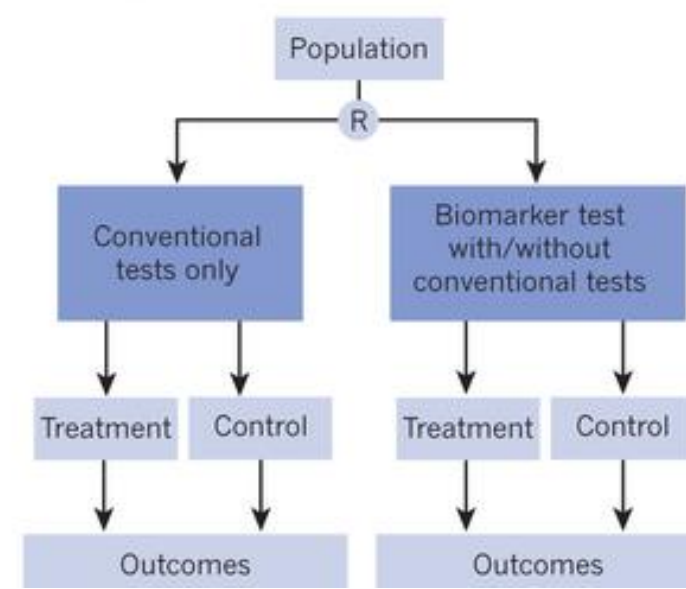 Population
R
Conventional
tests only
Biomarker test
with/without
conventional tests
Treatment
Control
Treatment
Control
Outcomes
Outcomes